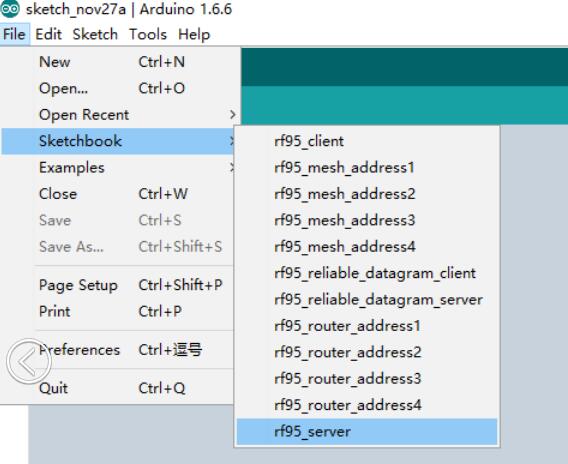 sketch_nov27a | Arduino 1.6.6
File Edit Sketch Tools Help
New Ctrl+N
Open... Ctrl+O
Open Recent
Sketchbook
Examples
Close Ctrl+W
Save Ctrl+S
Save As... Ctrl+Shift+S
Page Setup Ctrl+Shift+P
Print Ctrl+P
Preferences Ctrl+逗号
Quit Ctrl+Q
rf95_client
rf95_mesh_address1
rf95_mesh_address2
rf95_mesh_address3
rf95_mesh_address4
rf95_reliable_datagram_client
rf95_reliable_datagram_server
rf95_router_address1
rf95_router_address2
rf95_router_address3
rf95_router_address4
rf95_server